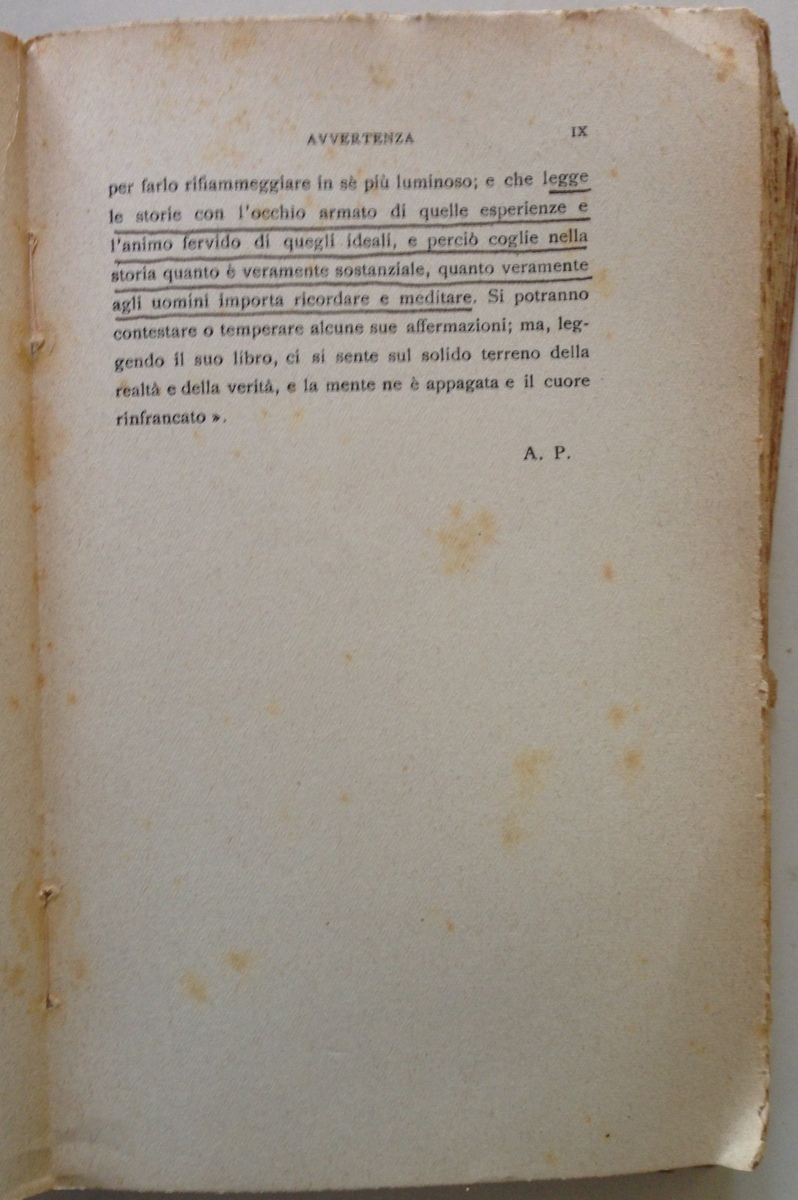 AVVERTENZA IX
per farlo rifiammeggiare in sè più luminoso; e che legge
le storie con l'occhio armato di quelle esperienze e
l'animo fervido di quegli ideali, e perciò coglie nella
storia quanto è veramente sostanziale, quanto veramente
agli uomini importa ricordare e meditare. Si potranno
contestare o temperare alcune sue affermazioni; ma, leg-
gendo il suo libro, ci si sente sul solido terreno della
realtà e della verità, e la mente ne è appagata e il cuore
rinfrancato ».
A. P.